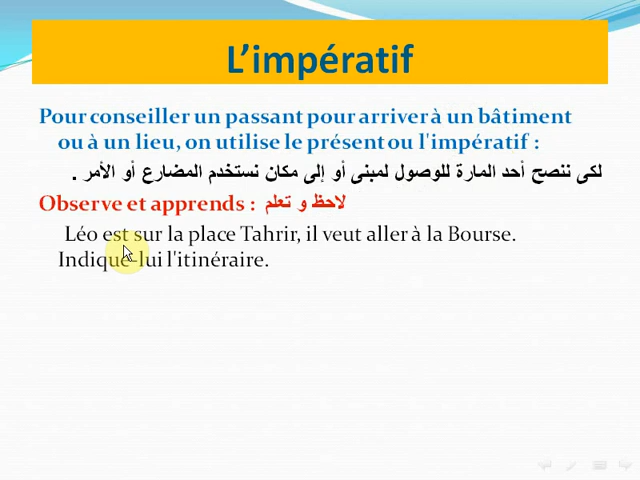 L’impératif
Pour conseiller un passant pour arriver à un bâtiment
ou à un lieu, on utilise le présent ou l'impératif :
لكى ننصح أحد المارة للوصول لمبنى أو إلى مكان نستخدم المضارع أو الأمر .
Observe et apprends : لاحظ و تعلم
Léo est sur la place Tahrir, il veut aller à la Bourse.
Indique-lui l'itinéraire.